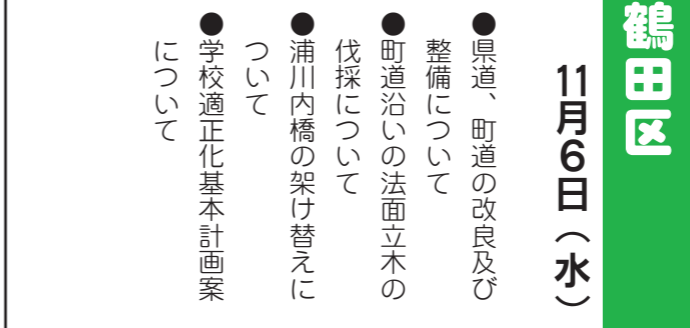 鶴田区
11月6日(水)
●県道、町道の改良及び
整備について
●町道沿いの法面立木の
伐採について
●浦川内橋の架け替えに
ついて
●学校適正化基本計画案
について